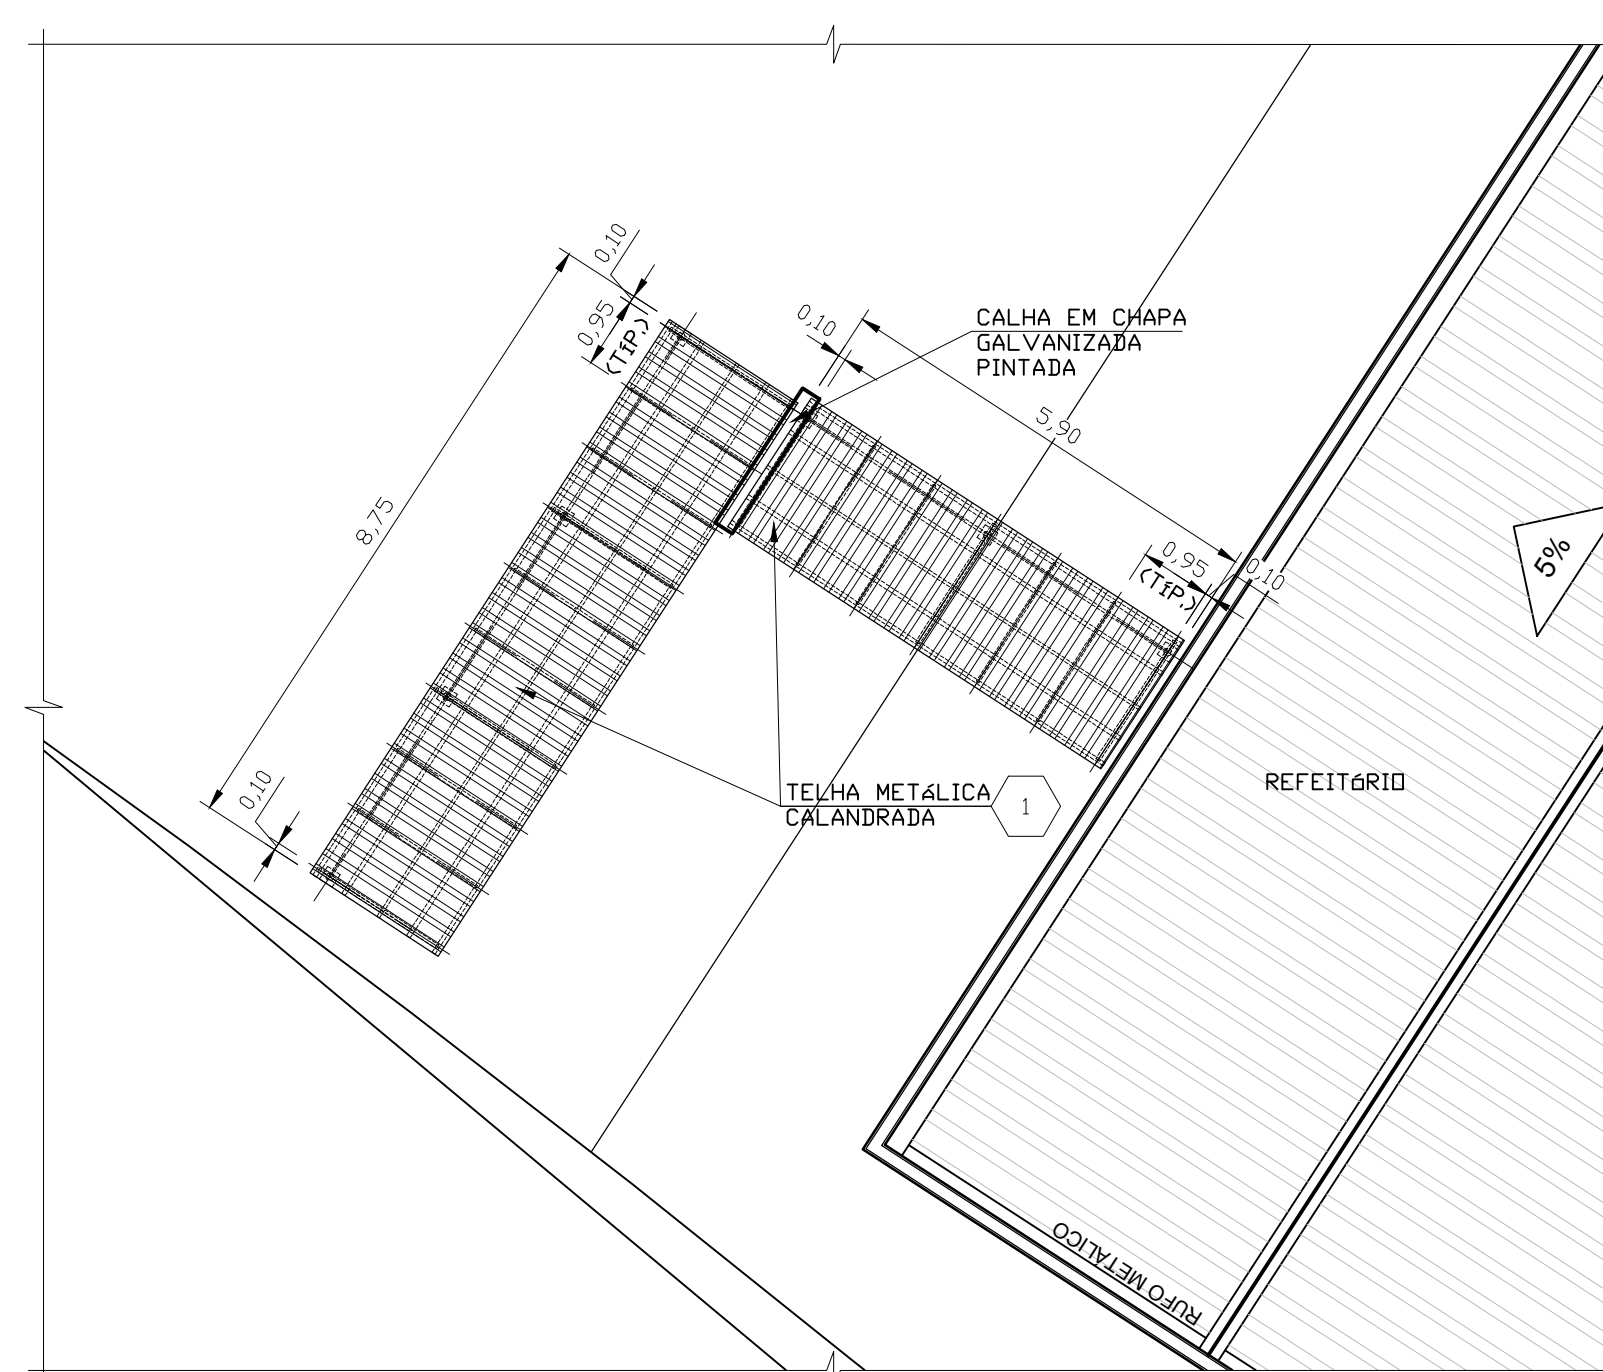 0,10
0,95
(TíP.)
0,10
CALHA EM CHAPA
GALVANIZADA
PINTADA
5,90
8,75
0,95
(TíP.)
0,10
5%
0,10
TELHA METáLICA
CALANDRADA
1
REFEITóRIO
RUFO METÁLICO